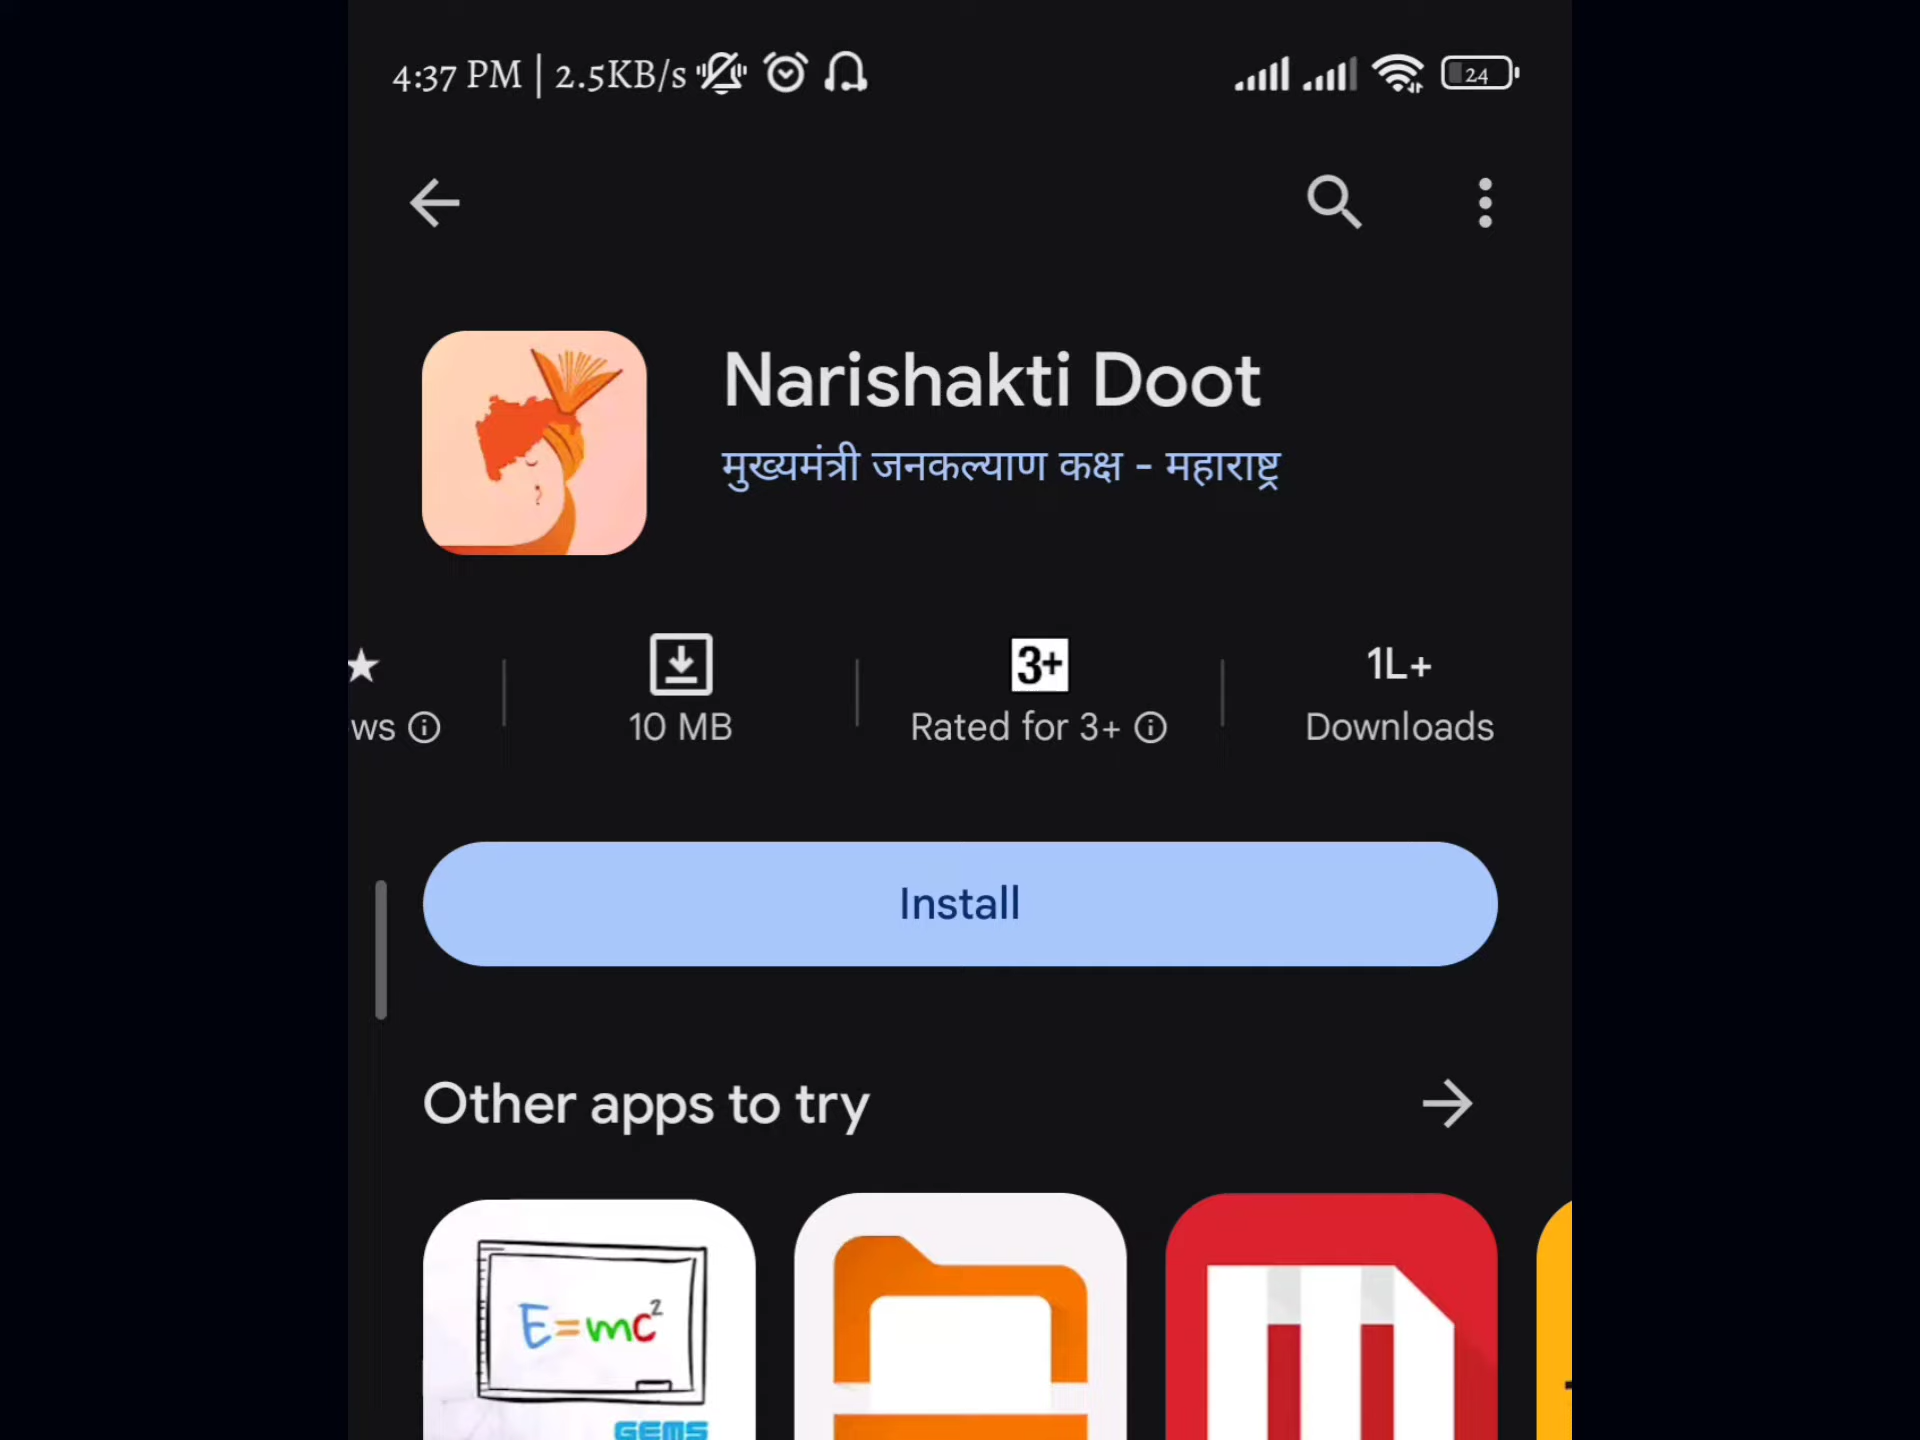 4:37 PM | 2.5KB/s 24
Narishakti Doot
मुख्यमंत्री जनकल्याण कक्ष - महाराष्ट्र
3+ 1L+
ws 10 MB Rated for 3+ Downloads
Install
Other apps to try
E=mc²
GEMS